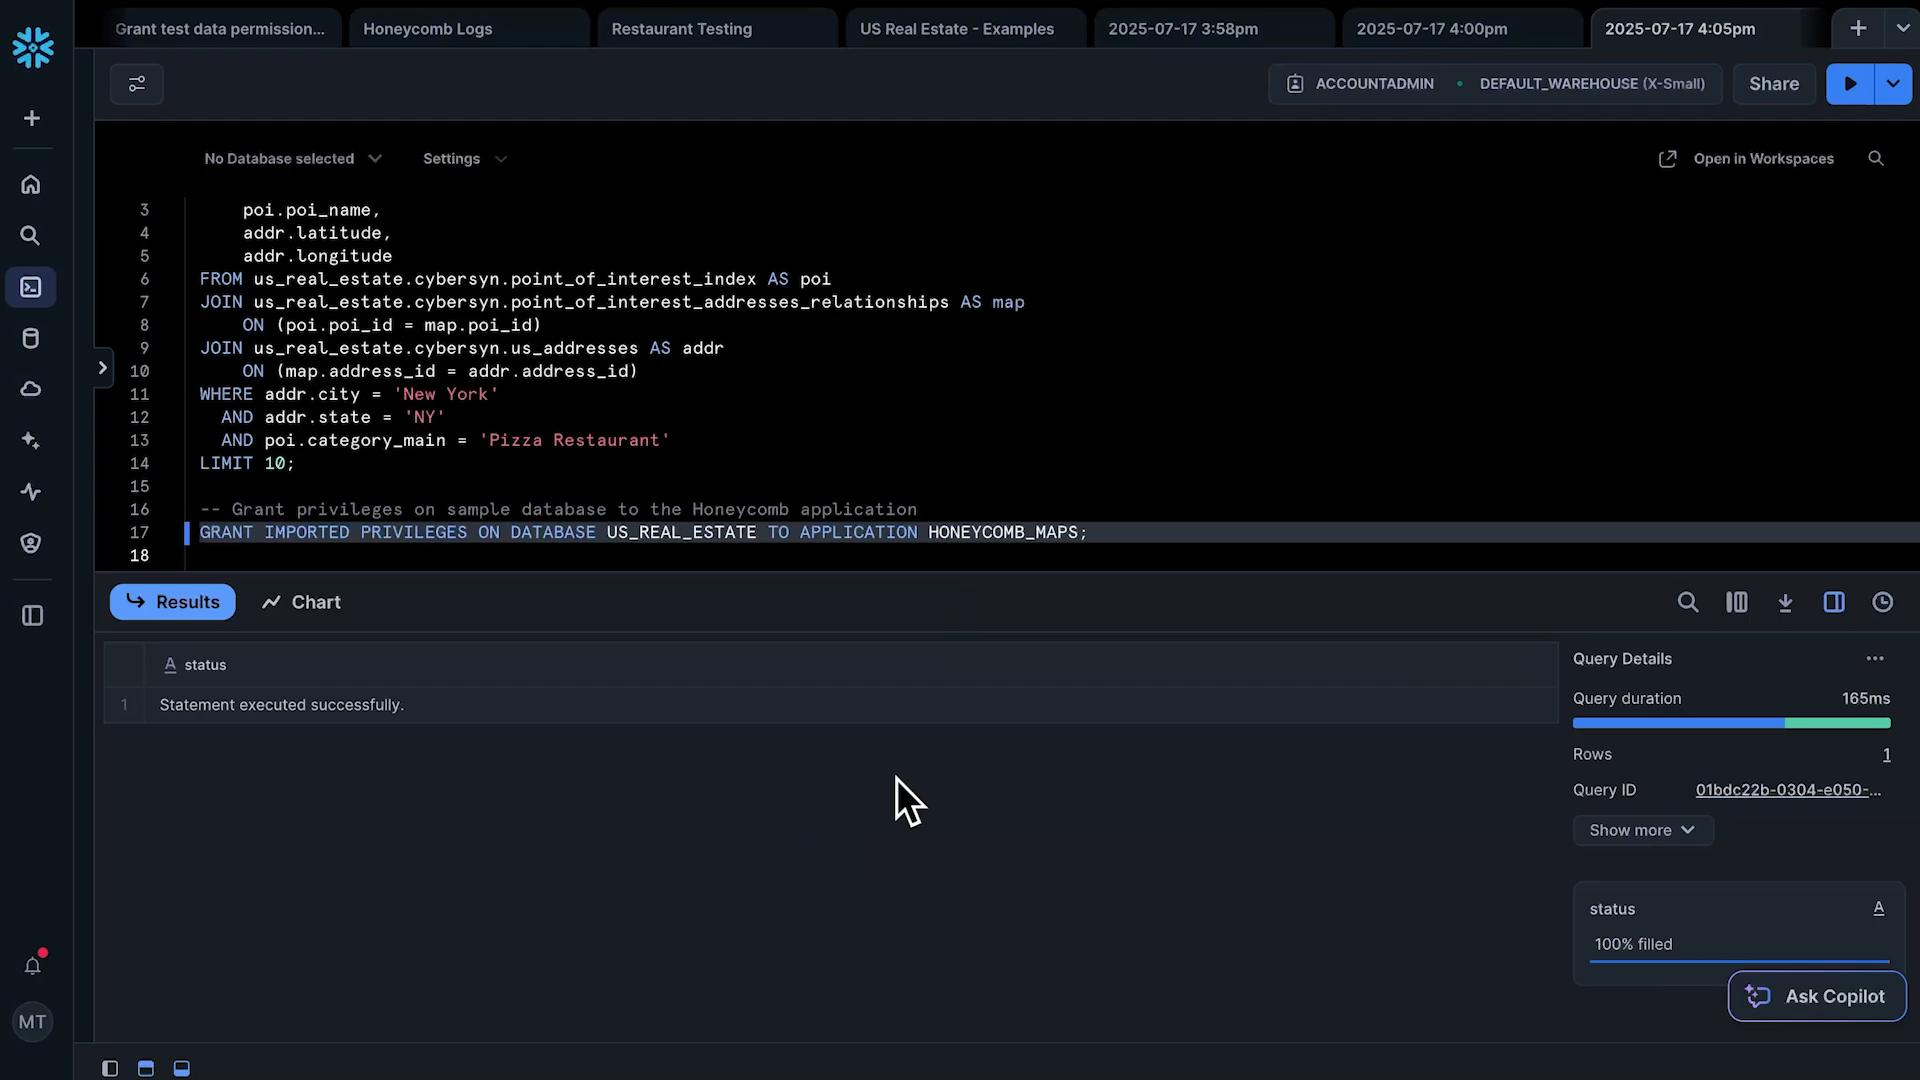 Grant test data permission...
Honeycomb Logs
Restaurant Testing
US Real Estate - Examples
2025-07-17 3:58pm
2025-07-17 4:00pm
2025-07-17 4:05pm
ACCOUNTADMIN
DEFAULT_WAREHOUSE (X-Small)
Share
No Database selected
Settings
Open in Workspaces
3 poi.poi_name,
4 addr.latitude,
5 addr.longitude
6 FROM us_real_estate.cybersyn.point_of_interest_index AS poi
7 JOIN us_real_estate.cybersyn.point_of_interest_addresses_relationships AS map
8 ON (poi.poi_id = map.poi_id)
9 JOIN us_real_estate.cybersyn.us_addresses AS addr
10 ON (map.address_id = addr.address_id)
11 WHERE addr.city = 'New York'
12 AND addr.state = 'NY'
13 AND poi.category_main = 'Pizza Restaurant'
14 LIMIT 10;
15
16 -- Grant privileges on sample database to the Honeycomb application
17 GRANT IMPORTED PRIVILEGES ON DATABASE US_REAL_ESTATE TO APPLICATION HONEYCOMB_MAPS;
18
Results
Chart
A status
1 Statement executed successfully.
Query Details
Query duration 165ms
Rows 1
Query ID 01bdc22b-0304-e050-...
Show more
status A
100% filled
Ask Copilot
MT